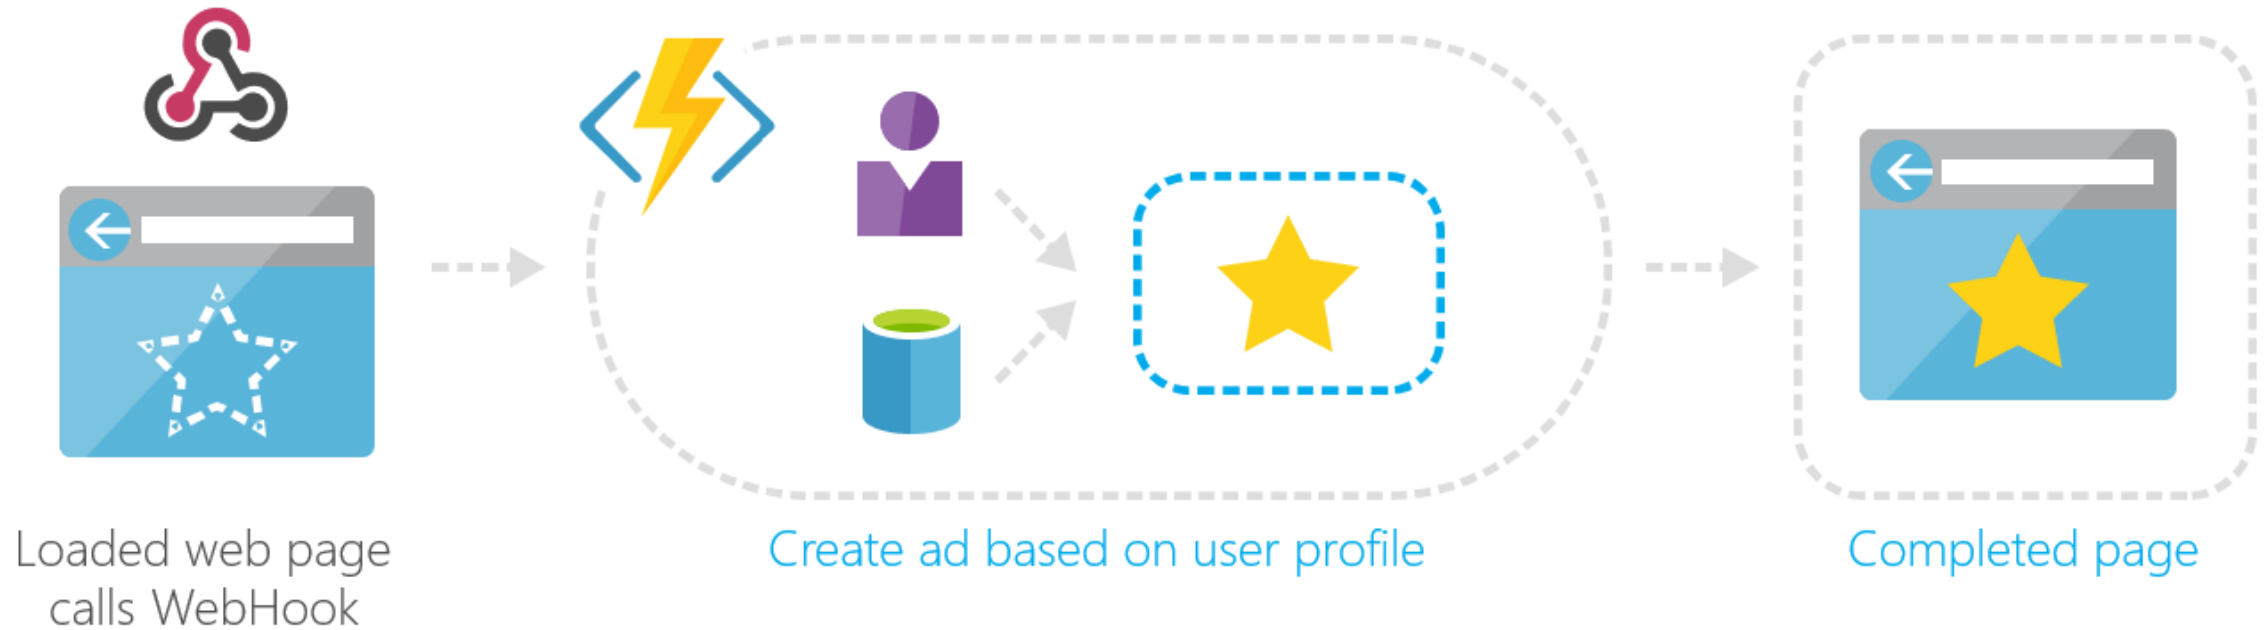 Loaded web page
calls WebHook
Create ad based on user profile
Completed page